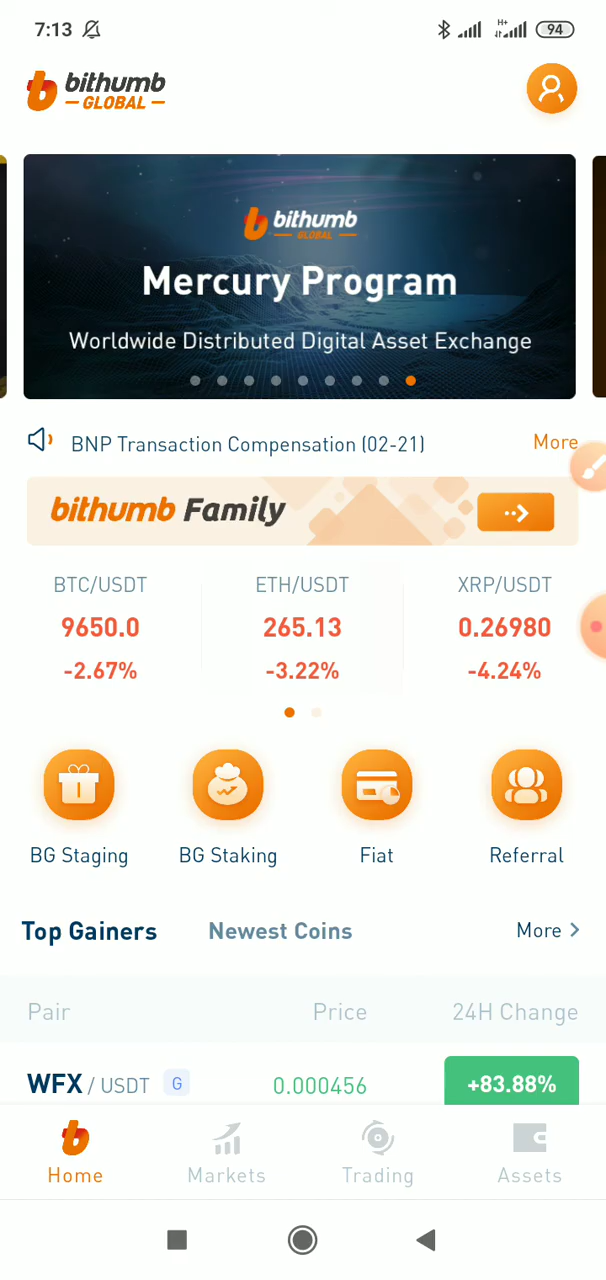 7:13 H+ 94
bithumb
GLOBAL
bithumb
GLOBAL
Mercury Program
Worldwide Distributed Digital Asset Exchange
BNP Transaction Compensation (02-21) More
bithumb Family
BTC/USDT ETH/USDT XRP/USDT
9650.0 265.13 0.26980
-2.67% -3.22% -4.24%
BG Staging BG Staking Fiat Referral
Top Gainers Newest Coins More
Pair Price 24H Change
WFX / USDT G 0.000456 +83.88%
Home Markets Trading Assets